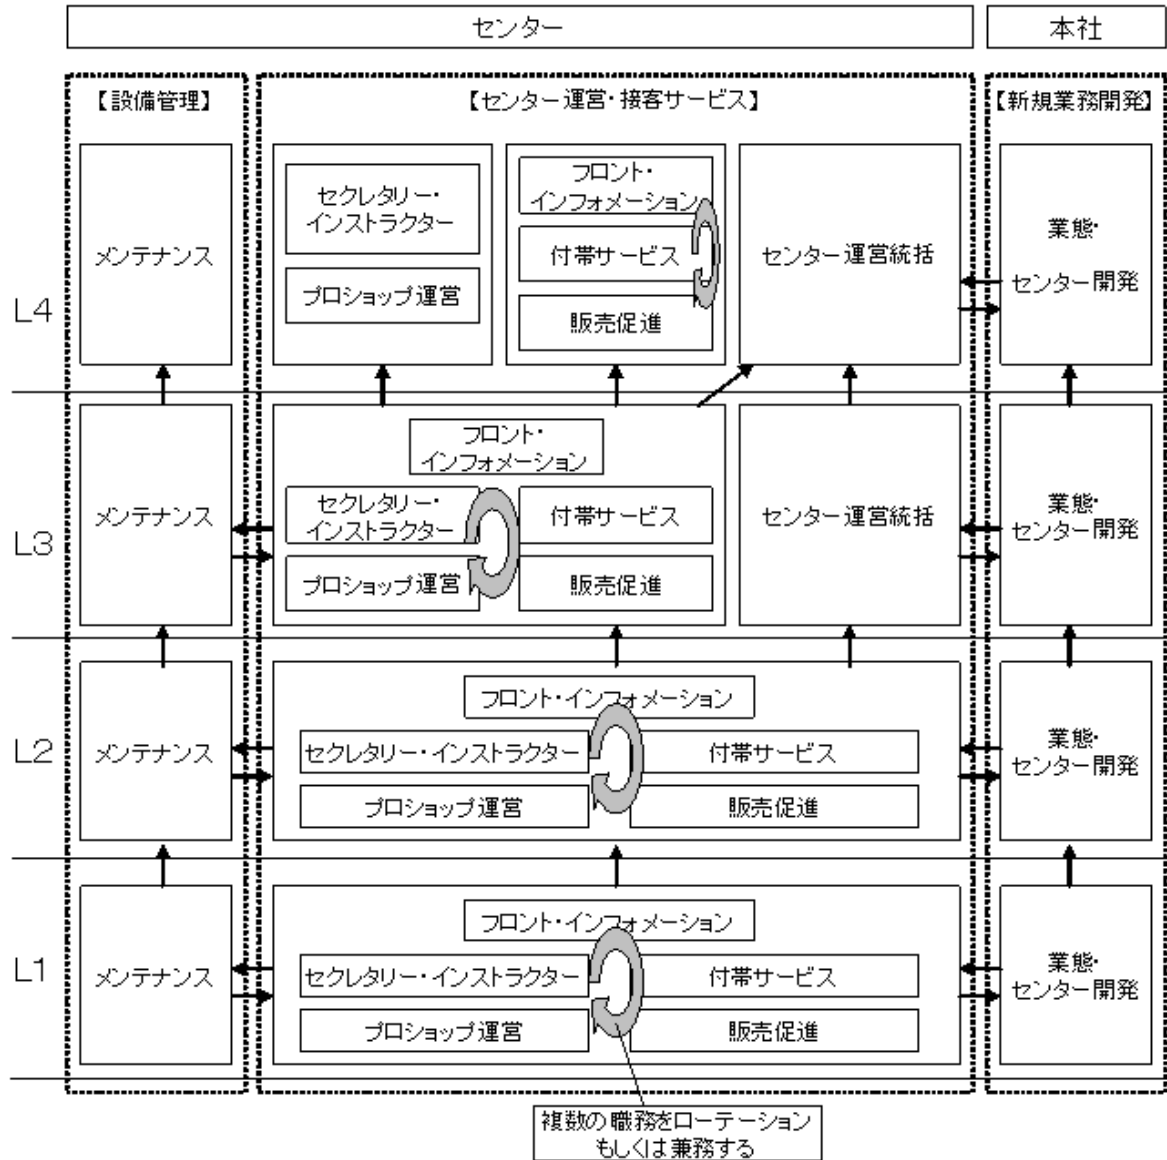 センター
本社
【設備管理】
【センター運営・接客サービス】
【新規業務開発】
L4
メンテナンス
セクレタリー・
インストラクター
プロショップ運営
フロント・
インフォメーション
付帯サービス
販売促進
センター運営統括
業態・
センター開発
L3
メンテナンス
フロント・
インフォメーション
セクレタリー・
インストラクター
付帯サービス
プロショップ運営
販売促進
センター運営統括
業態・
センター開発
L2
メンテナンス
フロント・インフォメーション
セクレタリー・インストラクター
付帯サービス
プロショップ運営
販売促進
業態・
センター開発
L1
メンテナンス
フロント・インフォメーション
セクレタリー・インストラクター
付帯サービス
プロショップ運営
販売促進
業態・
センター開発
複数の職務をローテーション
もしくは兼務する